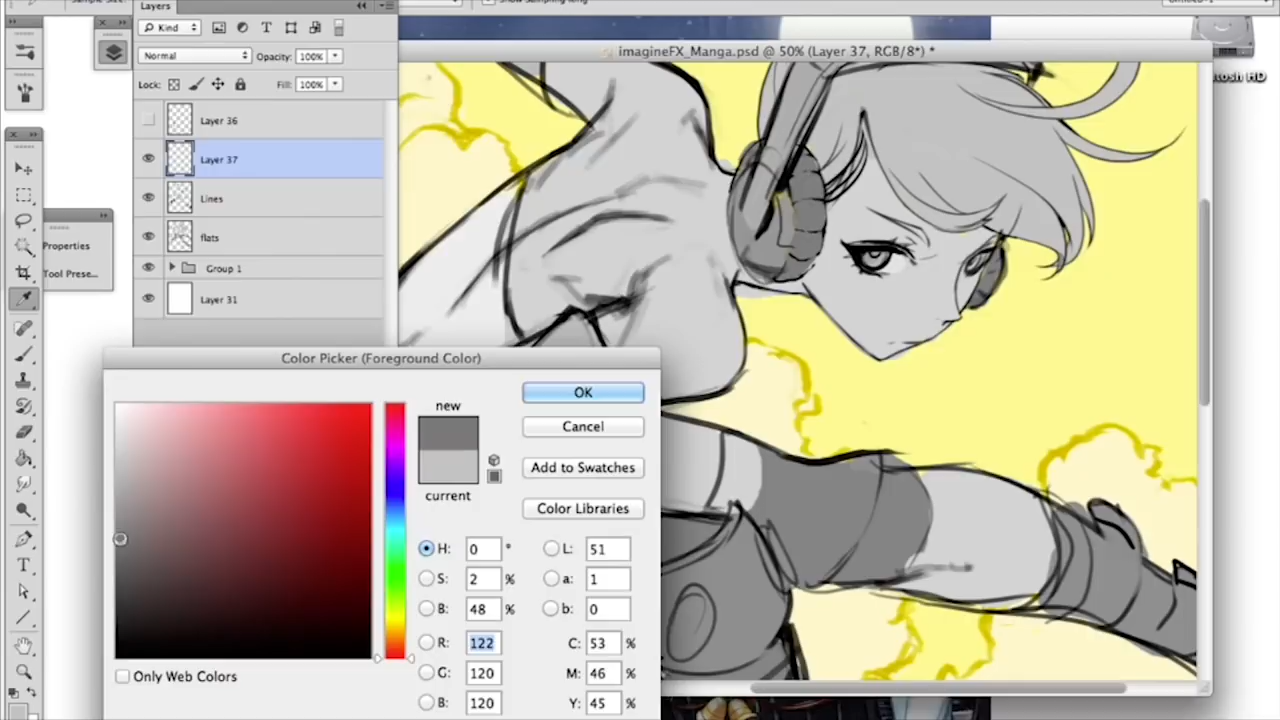 Layers
Kind
Normal
Opacity: 100%
Lock:
Fill: 100%
Layer 36
Layer 37
Lines
flats
Group 1
Layer 31
Properties
Tool Prese...
imagineFX_Manga.psd @ 50% (Layer 37, RGB/8*) *
tosh HD
Color Picker (Foreground Color)
new
current
OK
Cancel
Add to Swatches
Color Libraries
H: 0 °
S: 2 %
B: 48 %
R: 122
G: 120
B: 120
L: 51
a: 1
b: 0
C: 53 %
M: 46 %
Y: 45 %
Only Web Colors